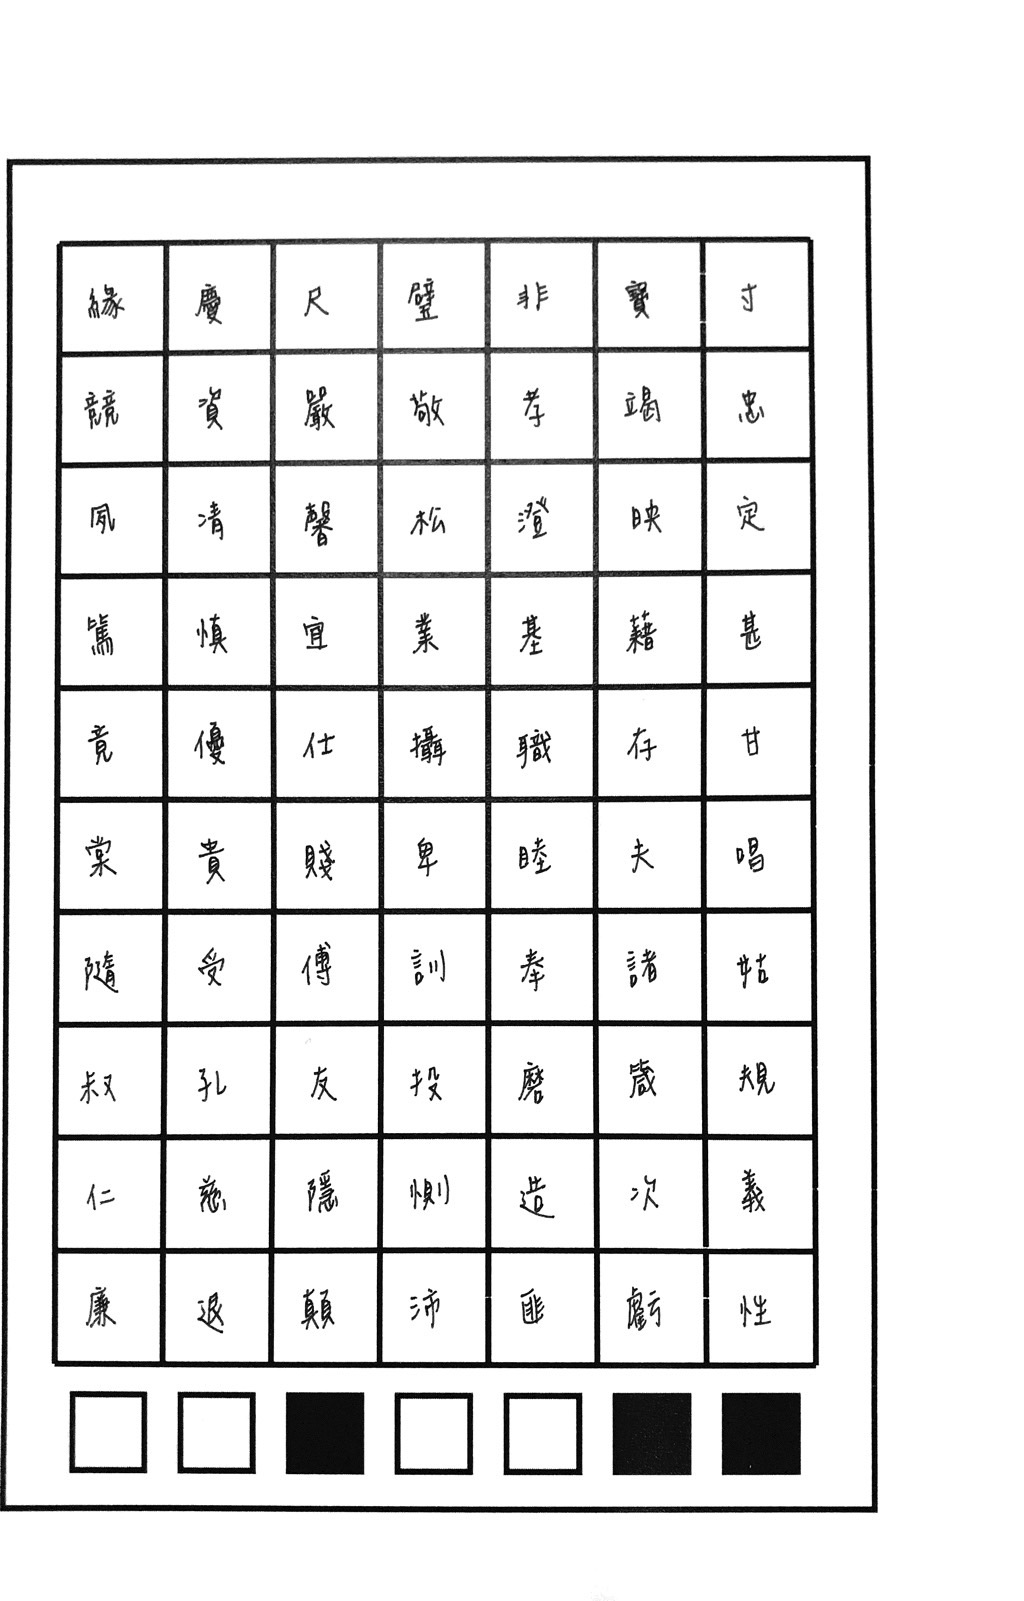 緣慶尺璧非寶寸
競資嚴敬孝竭忠
夙凊馨松澄映定
篤慎宜業基藉甚
竟優仕攝職存甘
棠貴賤卑睦夫唱
隨受傅訓奉諸姑
叔孔友投磨箴規
仁慈隱惻造次義
廉退顛沛匪虧性